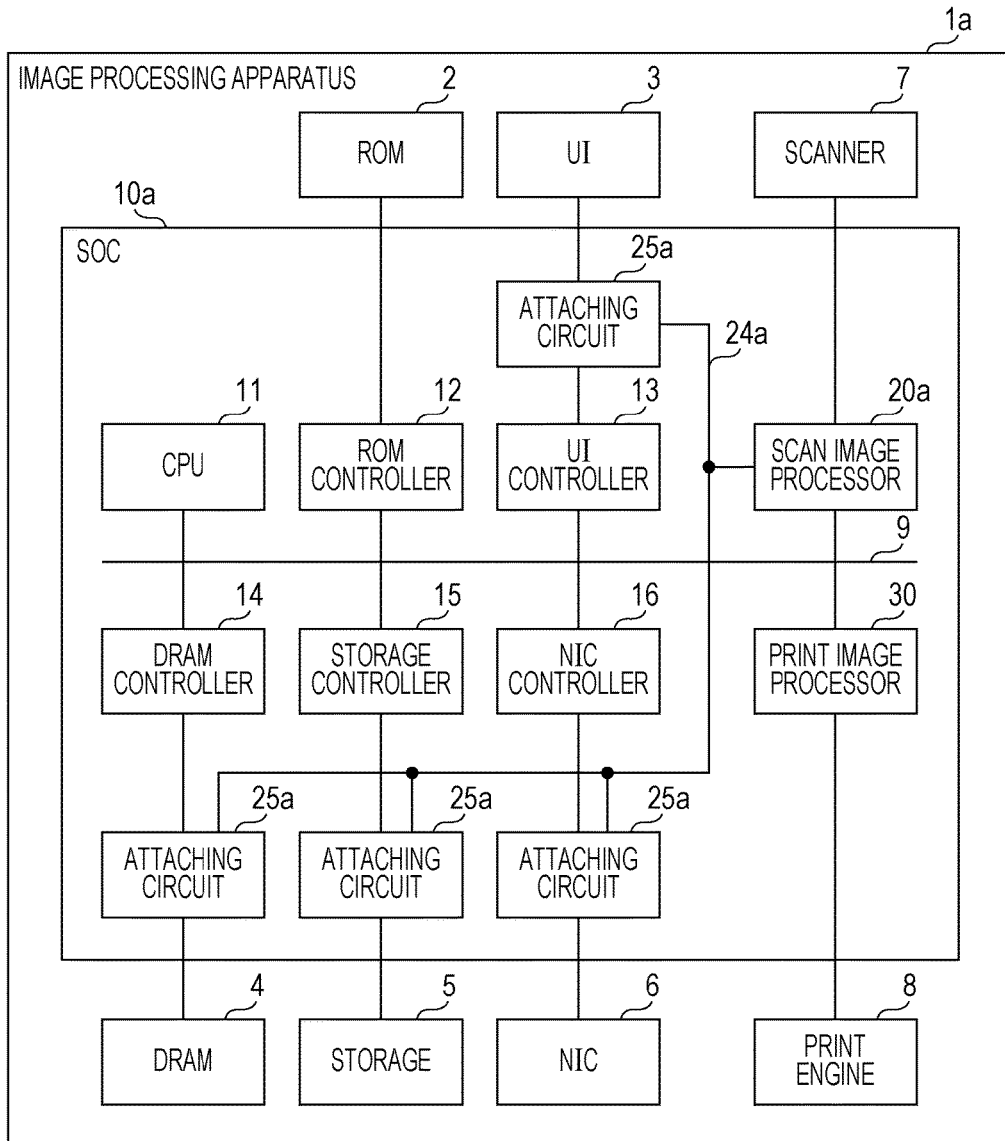 1a
IMAGE PROCESSING APPARATUS
2
3
7
ROM
UI
SCANNER
10a
SOC
25a
ATTACHING
CIRCUIT
24a
11
12
13
20a
CPU
ROM
CONTROLLER
UI
CONTROLLER
SCAN IMAGE
PROCESSOR
9
14
15
16
30
DRAM
CONTROLLER
STORAGE
CONTROLLER
NIC
CONTROLLER
PRINT IMAGE
PROCESSOR
25a
25a
25a
ATTACHING
CIRCUIT
ATTACHING
CIRCUIT
ATTACHING
CIRCUIT
4
5
6
8
DRAM
STORAGE
NIC
PRINT
ENGINE